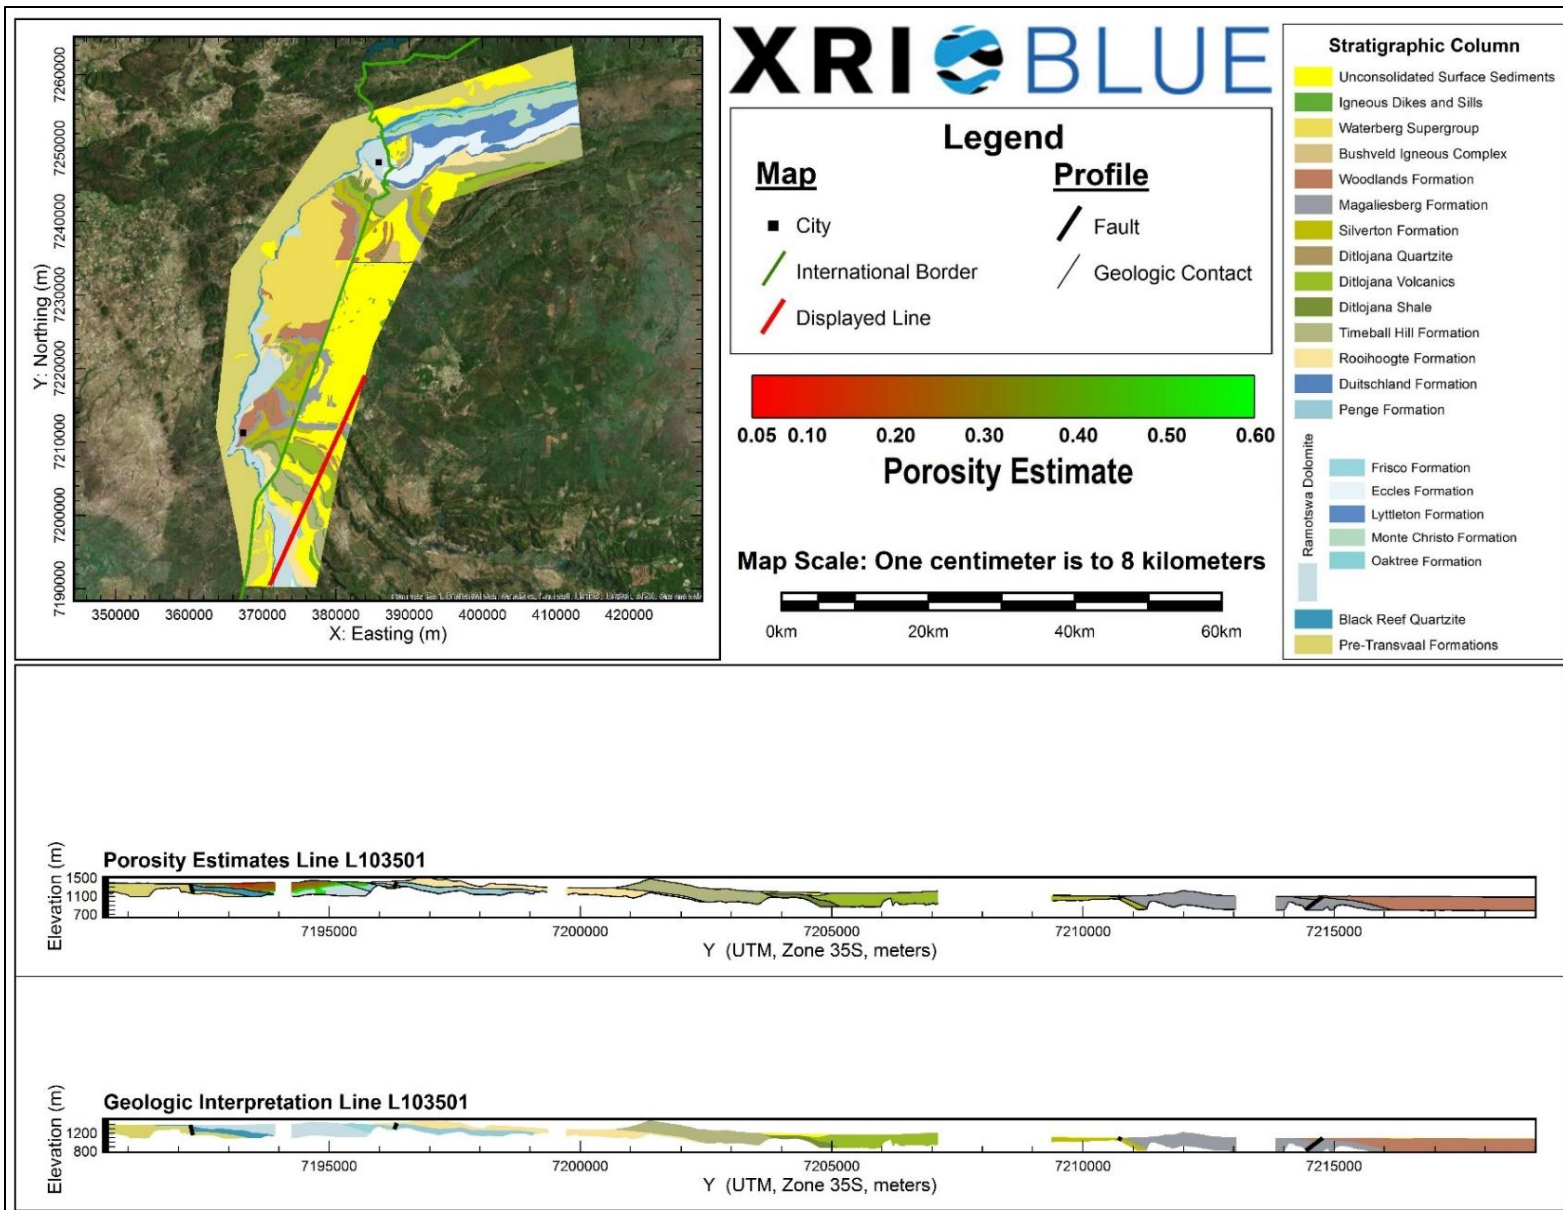 XRI BLUE
Y: Northing (m)
7260000
7250000
7240000
7230000
7220000
7210000
7200000
7190000
350000 360000 370000 380000 390000 400000 410000 420000
X: Easting (m)
Legend
Map
City
International Border
Displayed Line
Profile
Fault
Geologic Contact
0.05 0.10 0.20 0.30 0.40 0.50 0.60
Porosity Estimate
Map Scale: One centimeter is to 8 kilometers
0km 20km 40km 60km
Stratigraphic Column
Unconsolidated Surface Sediments
Igneous Dikes and Sills
Waterberg Supergroup
Bushveld Igneous Complex
Woodlands Formation
Magaliesberg Formation
Silverton Formation
Ditlojana Quartzite
Ditlojana Volcanics
Ditlojana Shale
Timeball Hill Formation
Rooihoogte Formation
Duitschland Formation
Penge Formation
Ramotswa Dolomite
Frisco Formation
Eccles Formation
Lyttleton Formation
Monte Christo Formation
Oaktree Formation
Black Reef Quartzite
Pre-Transvaal Formations
Porosity Estimates Line L103501
Elevation (m)
1500
1100
700
7195000 7200000 7205000 7210000 7215000
Y (UTM, Zone 35S, meters)
Geologic Interpretation Line L103501
Elevation (m)
1200
800
7195000 7200000 7205000 7210000 7215000
Y (UTM, Zone 35S, meters)